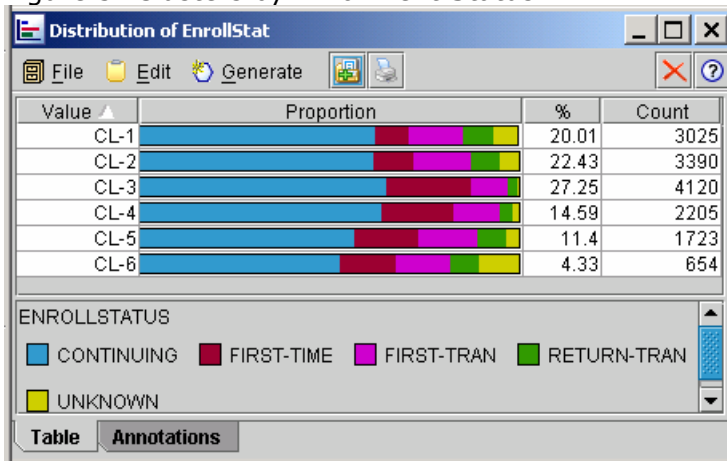 Distribution of EnrollStat
File Edit Generate
Value Proportion % Count
CL-1 20.01 3025
CL-2 22.43 3390
CL-3 27.25 4120
CL-4 14.59 2205
CL-5 11.4 1723
CL-6 4.33 654
ENROLLSTATUS
CONTINUING FIRST-TIME FIRST-TRAN RETURN-TRAN
UNKNOWN
Table Annotations